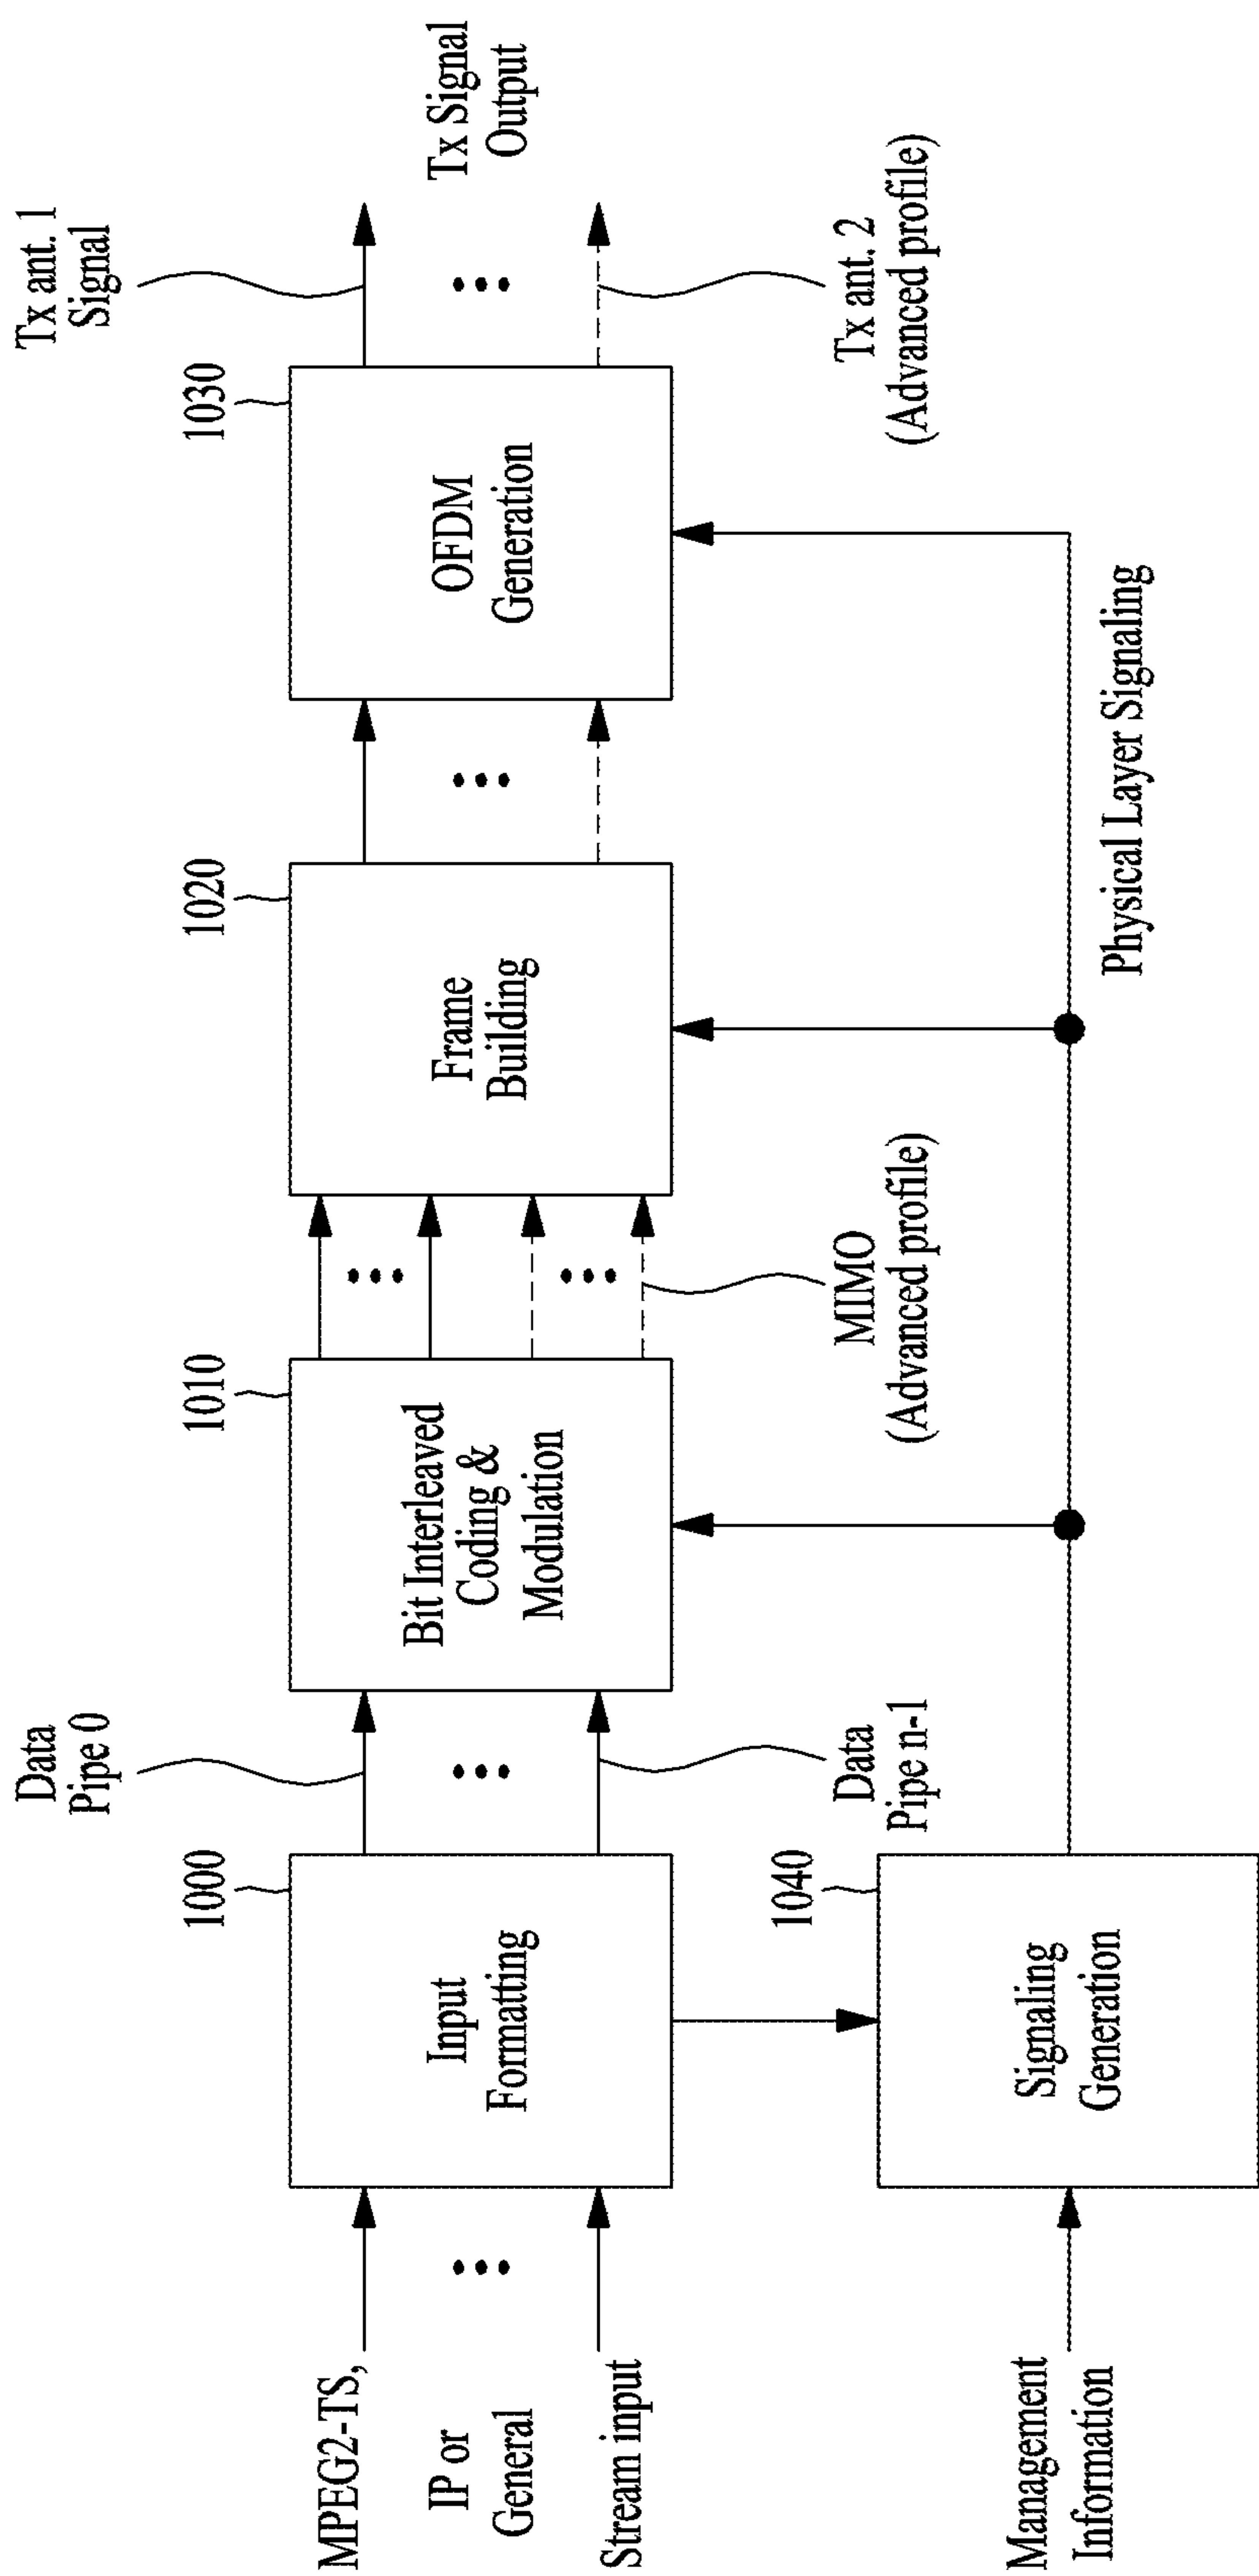 MPEG2-TS,
IP or
General
Stream input
Management
Information
1000
Input
Formatting
1040
Signaling
Generation
Data
Pipe 0
Data
Pipe n-1
1010
Bit Interleaved
Coding &
Modulation
MIMO
(Advanced profile)
1020
Frame
Building
Physical Layer Signaling
1030
OFDM
Generation
Tx ant. 1
Signal
Tx ant. 2
(Advanced profile)
Tx Signal
Output